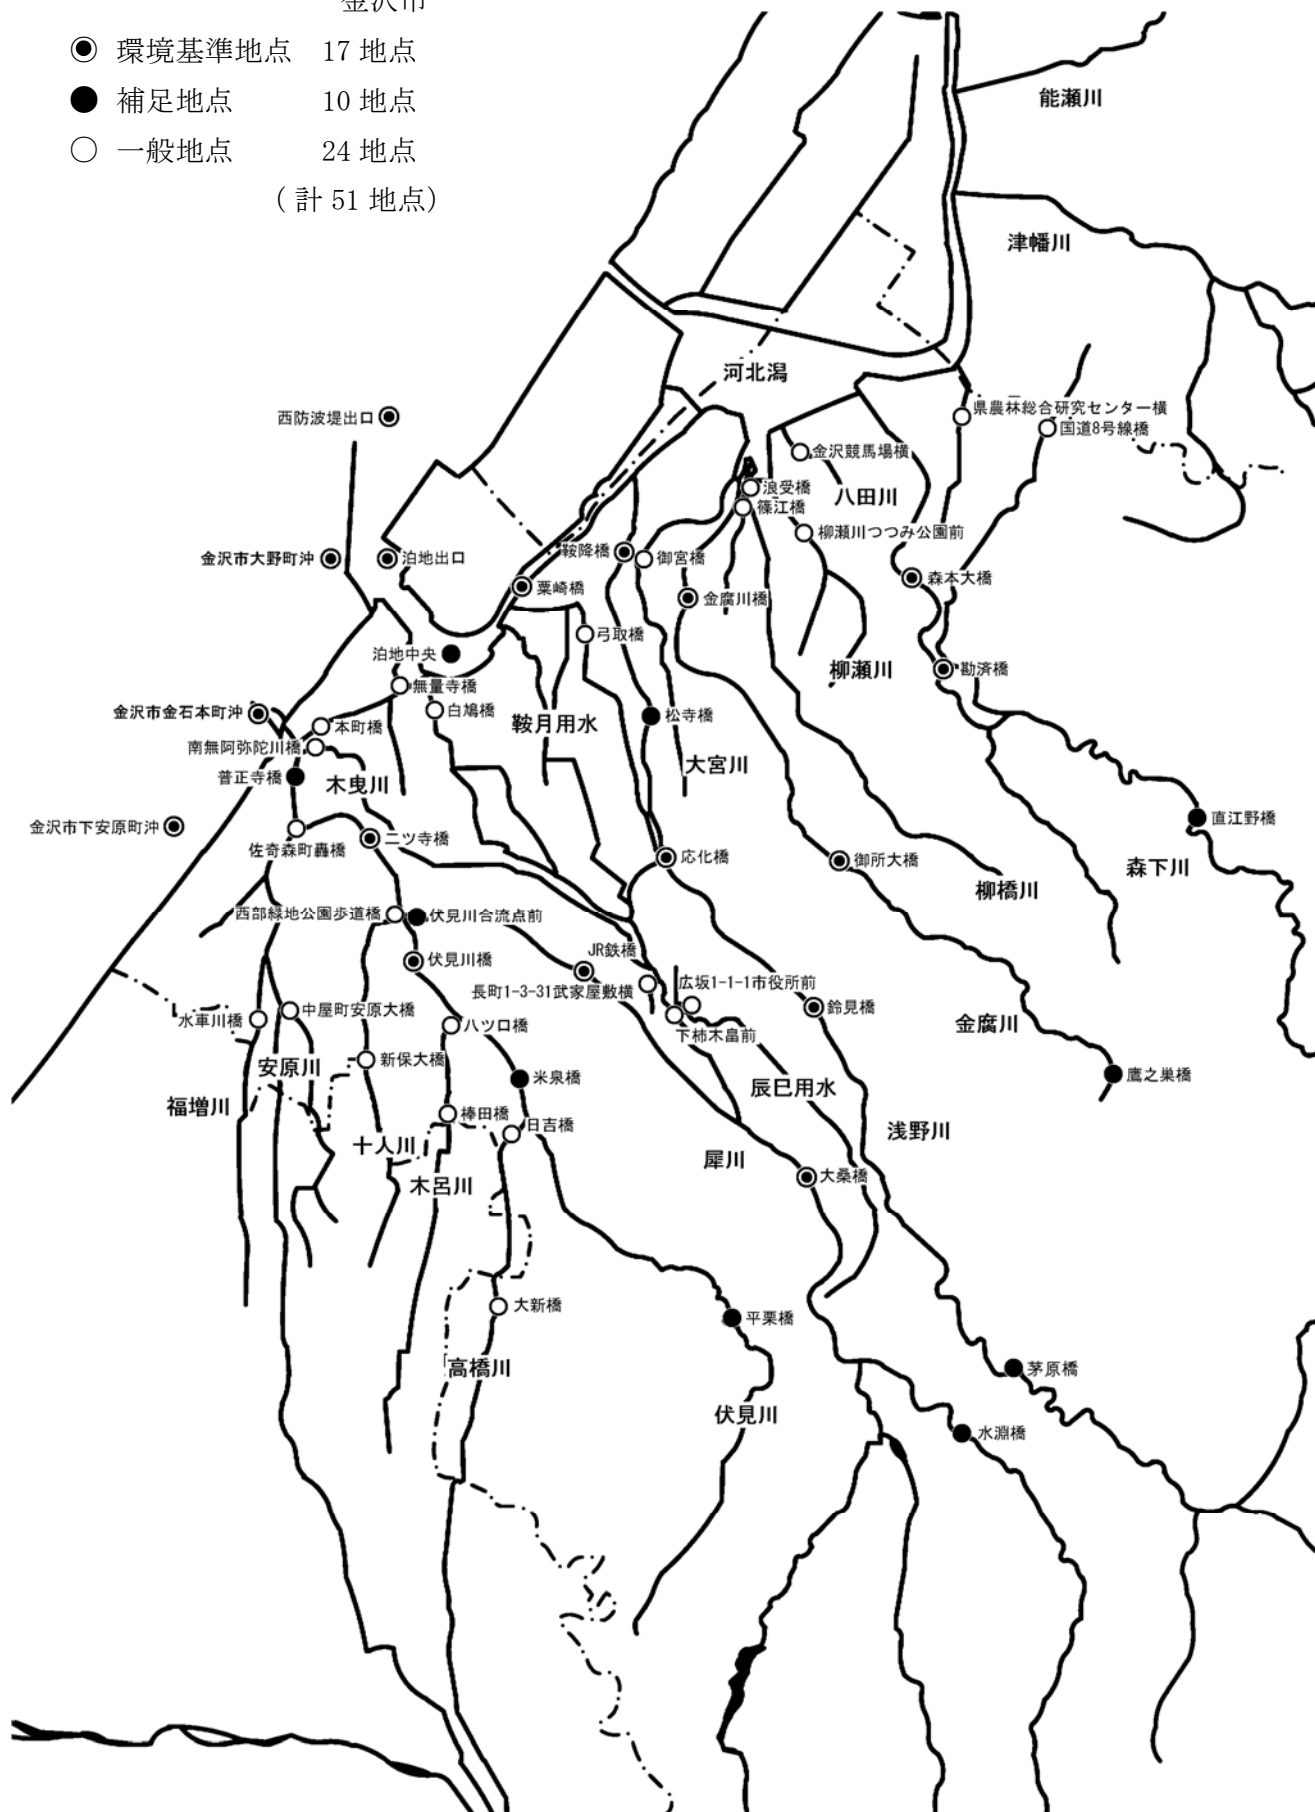 金沢市
◉ 環境基準地点 17 地点
● 補足地点 10 地点
○ 一般地点 24 地点
( 計 51 地点)
能瀬川
津幡川
河北潟
西防波堤出口
県農林総合研究センター横
国道8号線橋
金沢競馬場横
浪受橋
八田川
篠江橋
柳瀬川つつみ公園前
金沢市大野町沖
泊地出口
鞍降橋
御宮橋
粟崎橋
金腐川橋
森本大橋
弓取橋
泊地中央
柳瀬川
勘済橋
無量寺橋
金沢市金石本町沖
白鳩橋
松寺橋
本町橋
鞍月用水
南無阿弥陀川橋
大宮川
普正寺橋
木曳川
金沢市下安原町沖
直江野橋
二ツ寺橋
佐奇森町轟橋
応化橋
御所大橋
森下川
柳橋川
西部緑地公園歩道橋
伏見川合流点前
JR鉄橋
伏見川橋
長町1-3-31武家屋敷横
広坂1-1-1市役所前
中屋町安原大橋
鈴見橋
水車川橋
八ツ口橋
下柿木畠前
金腐川
新保大橋
安原川
米泉橋
鷹之巣橋
辰巳用水
福増川
棒田橋
日吉橋
浅野川
十人川
犀川
大桑橋
木呂川
大新橋
平栗橋
高橋川
茅原橋
伏見川
水淵橋